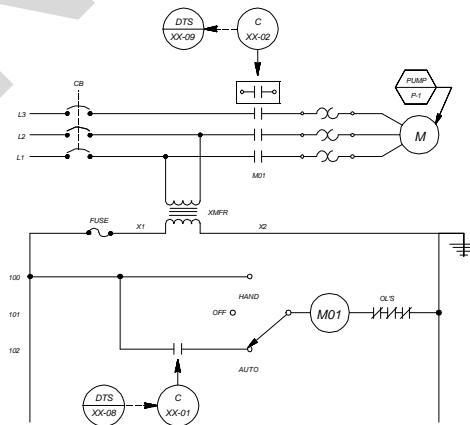 DTS
XX-09
C
XX-02
CB
PUMP
P-1
L3
L2
M
L1
M01
XMFR
FUSE
X1
X2
100
HAND
OL'S
101
OFF
M01
102
AUTO
DTS
XX-08
C
XX-01